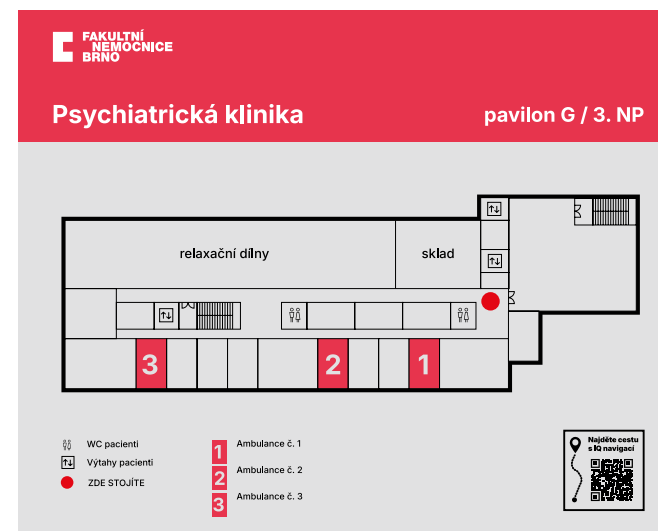 FAKULTNÍ
NEMOCNICE
BRNO
Psychiatrická klinika
pavilon G / 3. NP
relaxační dílny
sklad
3
2
1
WC pacienti
Výtahy pacienti
ZDE STOJÍTE
1 Ambulance č. 1
2 Ambulance č. 2
3 Ambulance č. 3
Najděte cestu
s IQ navigací